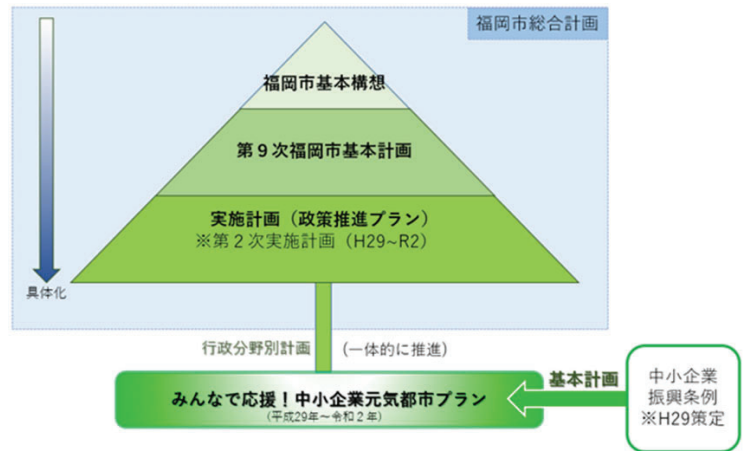 福岡市総合計画
福岡市基本構想
第9次福岡市基本計画
実施計画（政策推進プラン）
※第2次実施計画（H29~R2）
具体化
行政分野別計画 （一体的に推進）
みんなで応援！中小企業元気都市プラン
（平成29年～令和2年）
基本計画
中小企業
振興条例
※H29策定